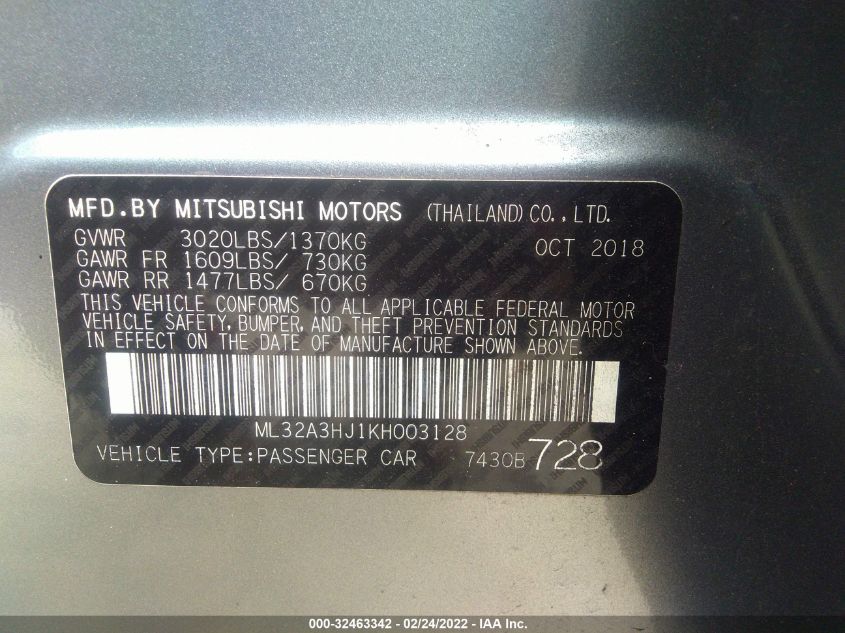 MFD.BY MITSUBISHI MOTORS (THAILAND)CO.,LTD.
GVWR 3020LBS/1370KG OCT 2018
GAWR FR 1609LBS/ 730KG
GAWR RR 1477LBS/ 670KG
THIS VEHICLE CONFORMS TO ALL APPLICABLE FEDERAL MOTOR
VEHICLE SAFETY, BUMPER, AND THEFT PREVENTION STANDARDS
IN EFFECT ON THE DATE OF MANUFACTURE SHOWN ABOVE.
ML32A3HJ1KH003128
VEHICLE TYPE:PASSENGER CAR 7430B 728
000-32463342 - 02/24/2022 - IAA Inc.